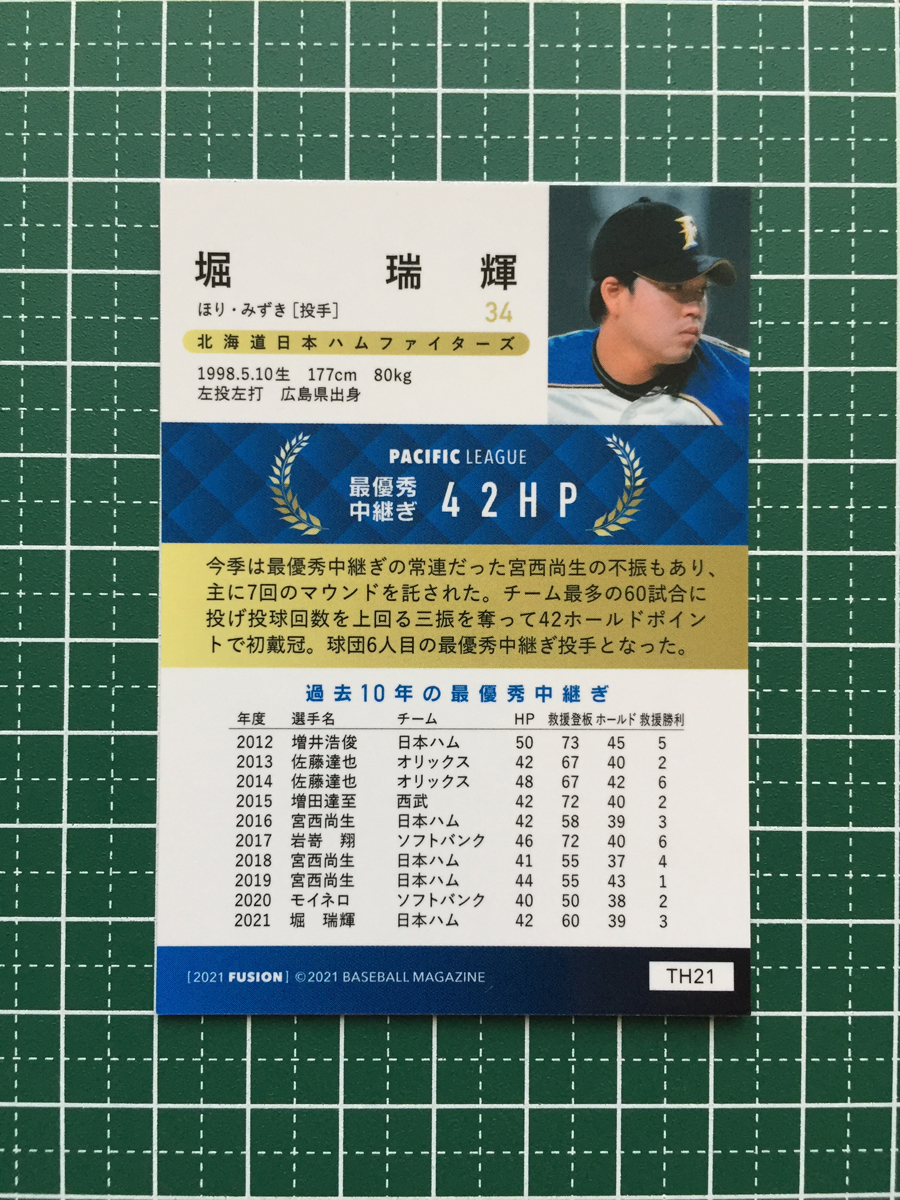 堀 瑞 輝
ほり・みずき［投手］ 34
北海道日本ハムファイターズ
1998.5.10生 177cm 80kg
左投左打 広島県出身
PACIFIC LEAGUE
最優秀
中継ぎ 42HP
今季は最優秀中継ぎの常連だった宮西尚生の不振もあり、
主に7回のマウンドを託された。チーム最多の60試合に
投げ投球回数を上回る三振を奪って42ホールドポイン
トで初戴冠。球団6人目の最優秀中継ぎ投手となった。
過去10年の最優秀中継ぎ
年度 選手名 チーム HP 救援登板 ホールド 救援勝利
2012 増井浩俊 日本ハム 50 73 45 5
2013 佐藤達也 オリックス 42 67 40 2
2014 佐藤達也 オリックス 48 67 42 6
2015 増田達至 西武 42 72 40 2
2016 宮西尚生 日本ハム 42 58 39 3
2017 岩嵜 翔 ソフトバンク 46 72 40 6
2018 宮西尚生 日本ハム 41 55 37 4
2019 宮西尚生 日本ハム 44 55 43 1
2020 モイネロ ソフトバンク 40 50 38 2
2021 堀 瑞輝 日本ハム 42 60 39 3
[2021 FUSION] ©2021 BASEBALL MAGAZINE TH21